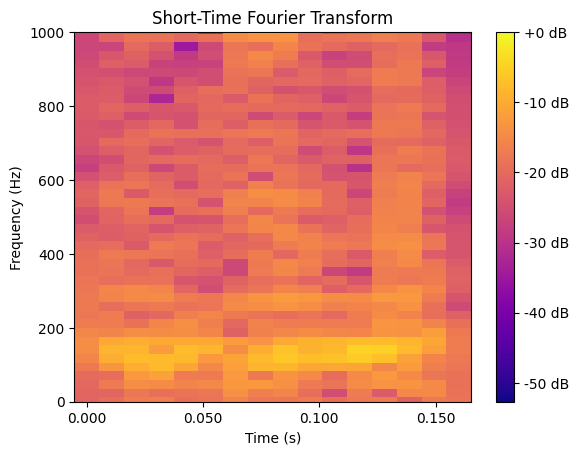 Short-Time Fourier Transform
1000
800
600
400
200
0
Frequency (Hz)
0.000
0.050
0.100
0.150
Time (s)
+0 dB
-10 dB
-20 dB
-30 dB
-40 dB
-50 dB